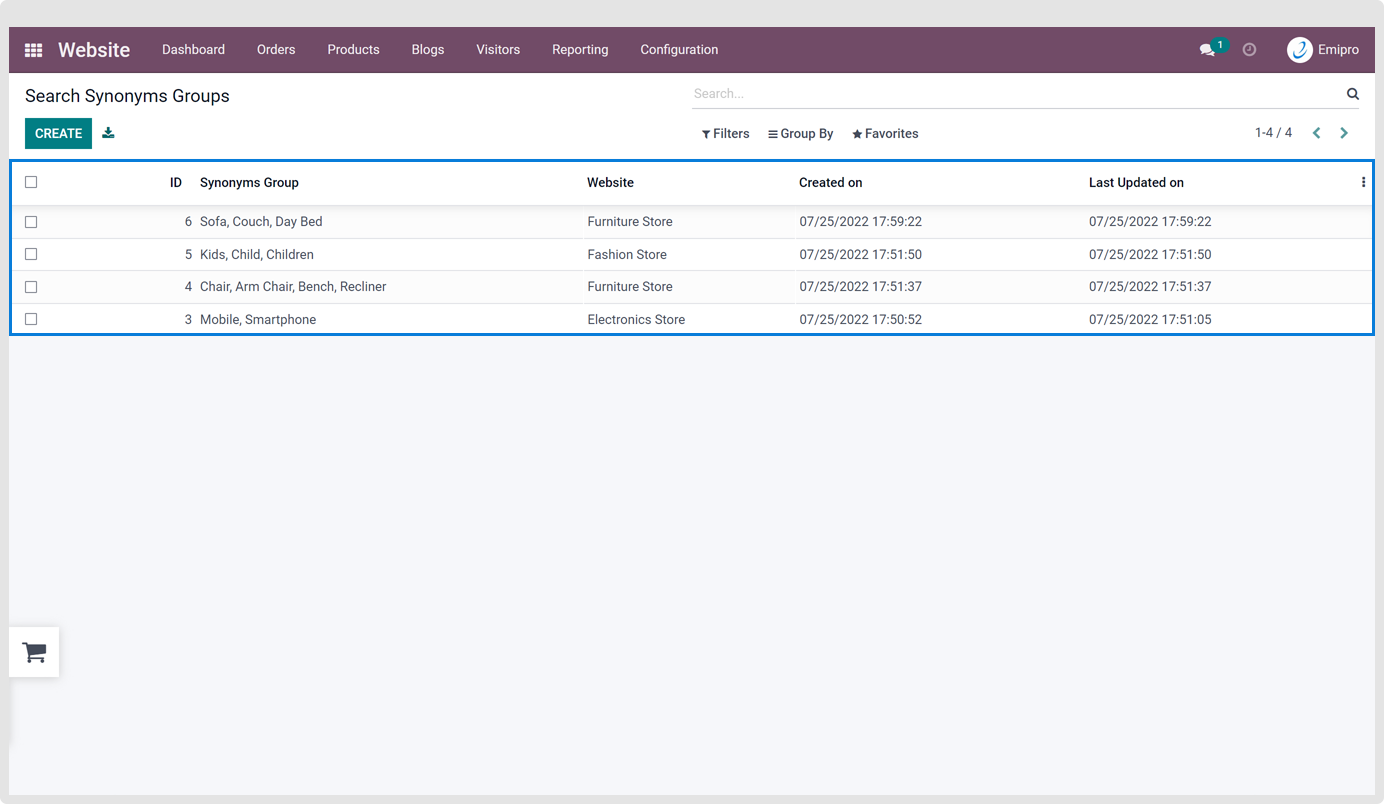 Website Dashboard Orders Products Blogs Visitors Reporting Configuration 1 Emipro
Search Synonyms Groups Search...
CREATE Filters Group By Favorites 1-4 / 4
ID Synonyms Group Website Created on Last Updated on
6 Sofa, Couch, Day Bed Furniture Store 07/25/2022 17:59:22 07/25/2022 17:59:22
5 Kids, Child, Children Fashion Store 07/25/2022 17:51:50 07/25/2022 17:51:50
4 Chair, Arm Chair, Bench, Recliner Furniture Store 07/25/2022 17:51:37 07/25/2022 17:51:37
3 Mobile, Smartphone Electronics Store 07/25/2022 17:50:52 07/25/2022 17:51:05